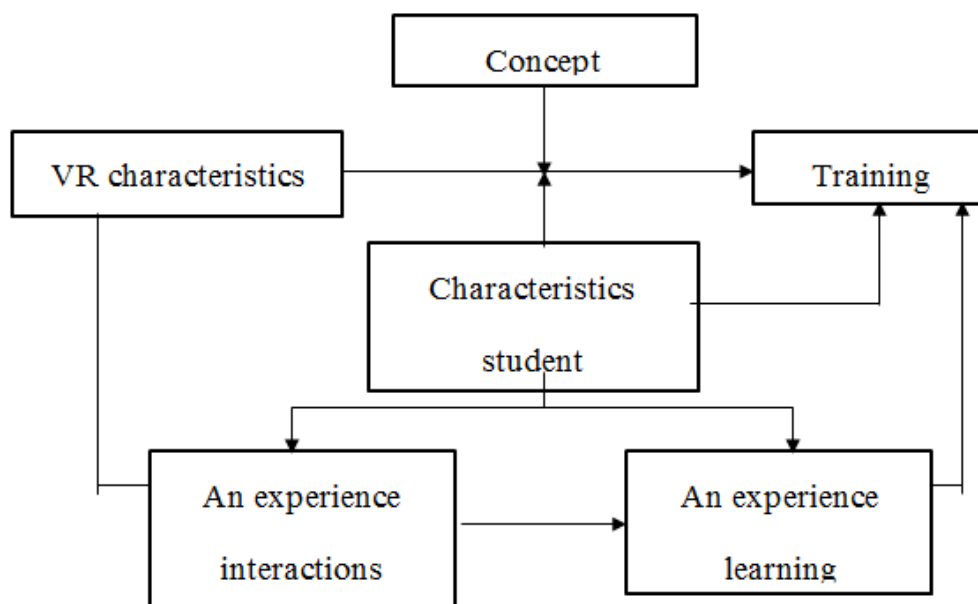 Concept
VR characteristics
Training
Characteristics
student
An experience
interactions
An experience
learning